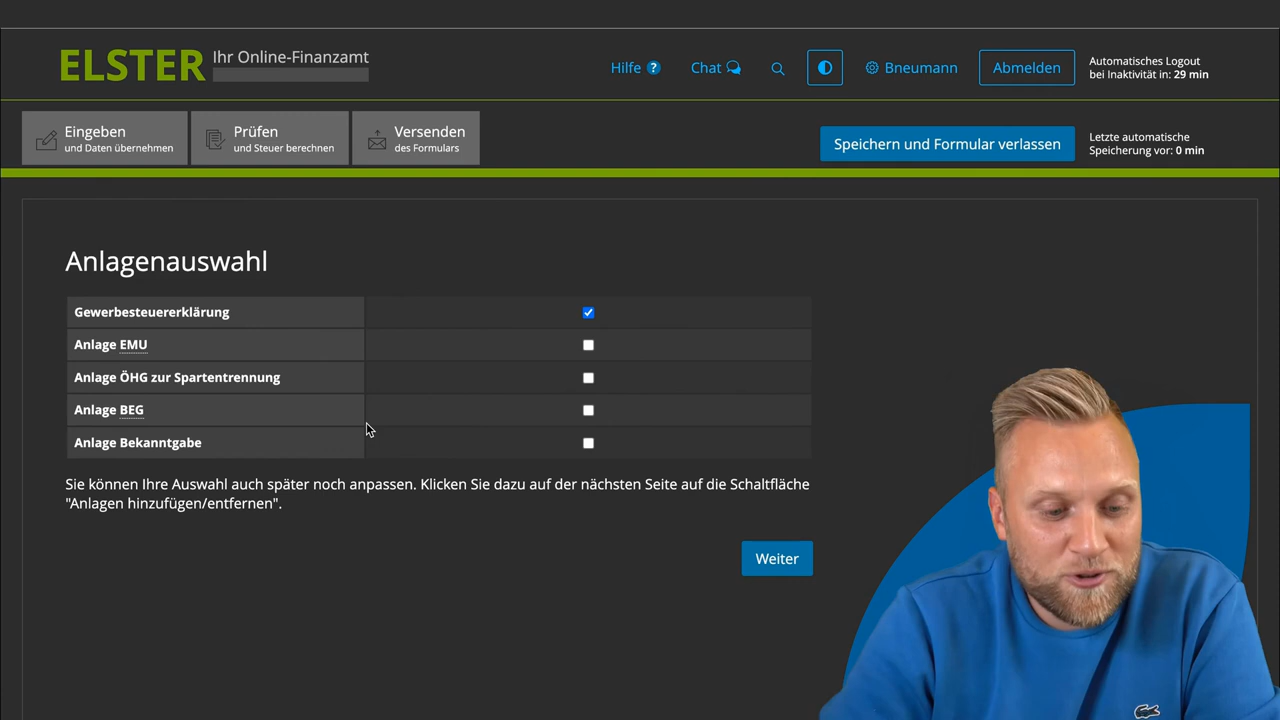 ELSTER Ihr Online-Finanzamt
Hilfe ?
Chat
Bneumann
Abmelden
Automatisches Logout
bei Inaktivität in: 29 min
Eingeben
und Daten übernehmen
Prüfen
und Steuer berechnen
Versenden
des Formulars
Speichern und Formular verlassen
Letzte automatische
Speicherung vor: 0 min
Anlagenauswahl
Gewerbesteuererklärung
Anlage EMU
Anlage ÖHG zur Spartentrennung
Anlage BEG
Anlage Bekanntgabe
Sie können Ihre Auswahl auch später noch anpassen. Klicken Sie dazu auf der nächsten Seite auf die Schaltfläche
"Anlagen hinzufügen/entfernen".
Weiter